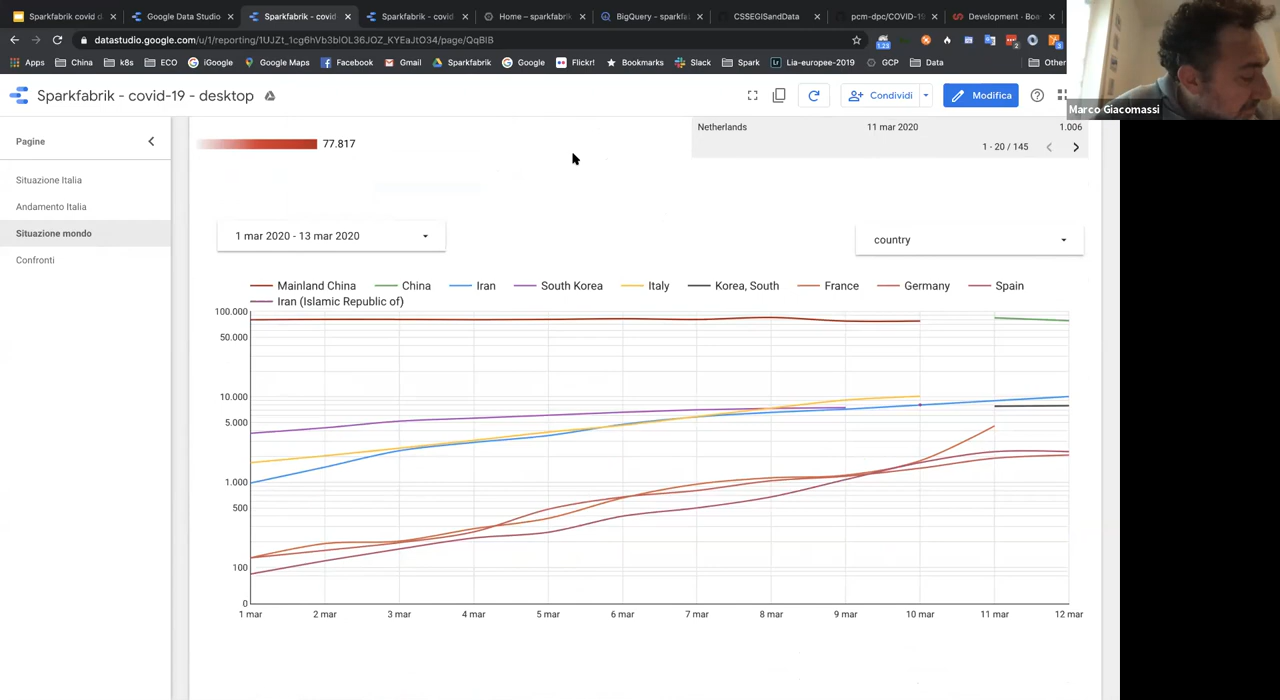 Sparkfabrik covid d
Google Data Studio
Sparkfabrik - covid
Sparkfabrik - covid
Home – sparkfabrik
BigQuery - sparkfa
CSSEGISandData
pcm-dpc/COVID-19
Development - Boa
datastudio.google.com/u/1/reporting/1UJZt_1cg6hVb3blOL36JOZ_KYEaJtO34/page/QqBIB
1.23
2
3
Apps China k8s ECO iGoogle Google Maps Facebook Gmail Sparkfabrik Google Flickr! Bookmarks Slack Spark Lia-europee-2019 GCP Data Other
Marco Giacomassi
Sparkfabrik - covid-19 - desktop
Condividi
Modifica
Pagine
Situazione Italia
Andamento Italia
Situazione mondo
Confronti
77.817
Netherlands 11 mar 2020 1.006
1 - 20 / 145
1 mar 2020 - 13 mar 2020
country
Mainland China China Iran South Korea Italy Korea, South France Germany Spain
Iran (Islamic Republic of)
100.000
50.000
10.000
5.000
1.000
500
100
0
1 mar 2 mar 3 mar 4 mar 5 mar 6 mar 7 mar 8 mar 9 mar 10 mar 11 mar 12 mar